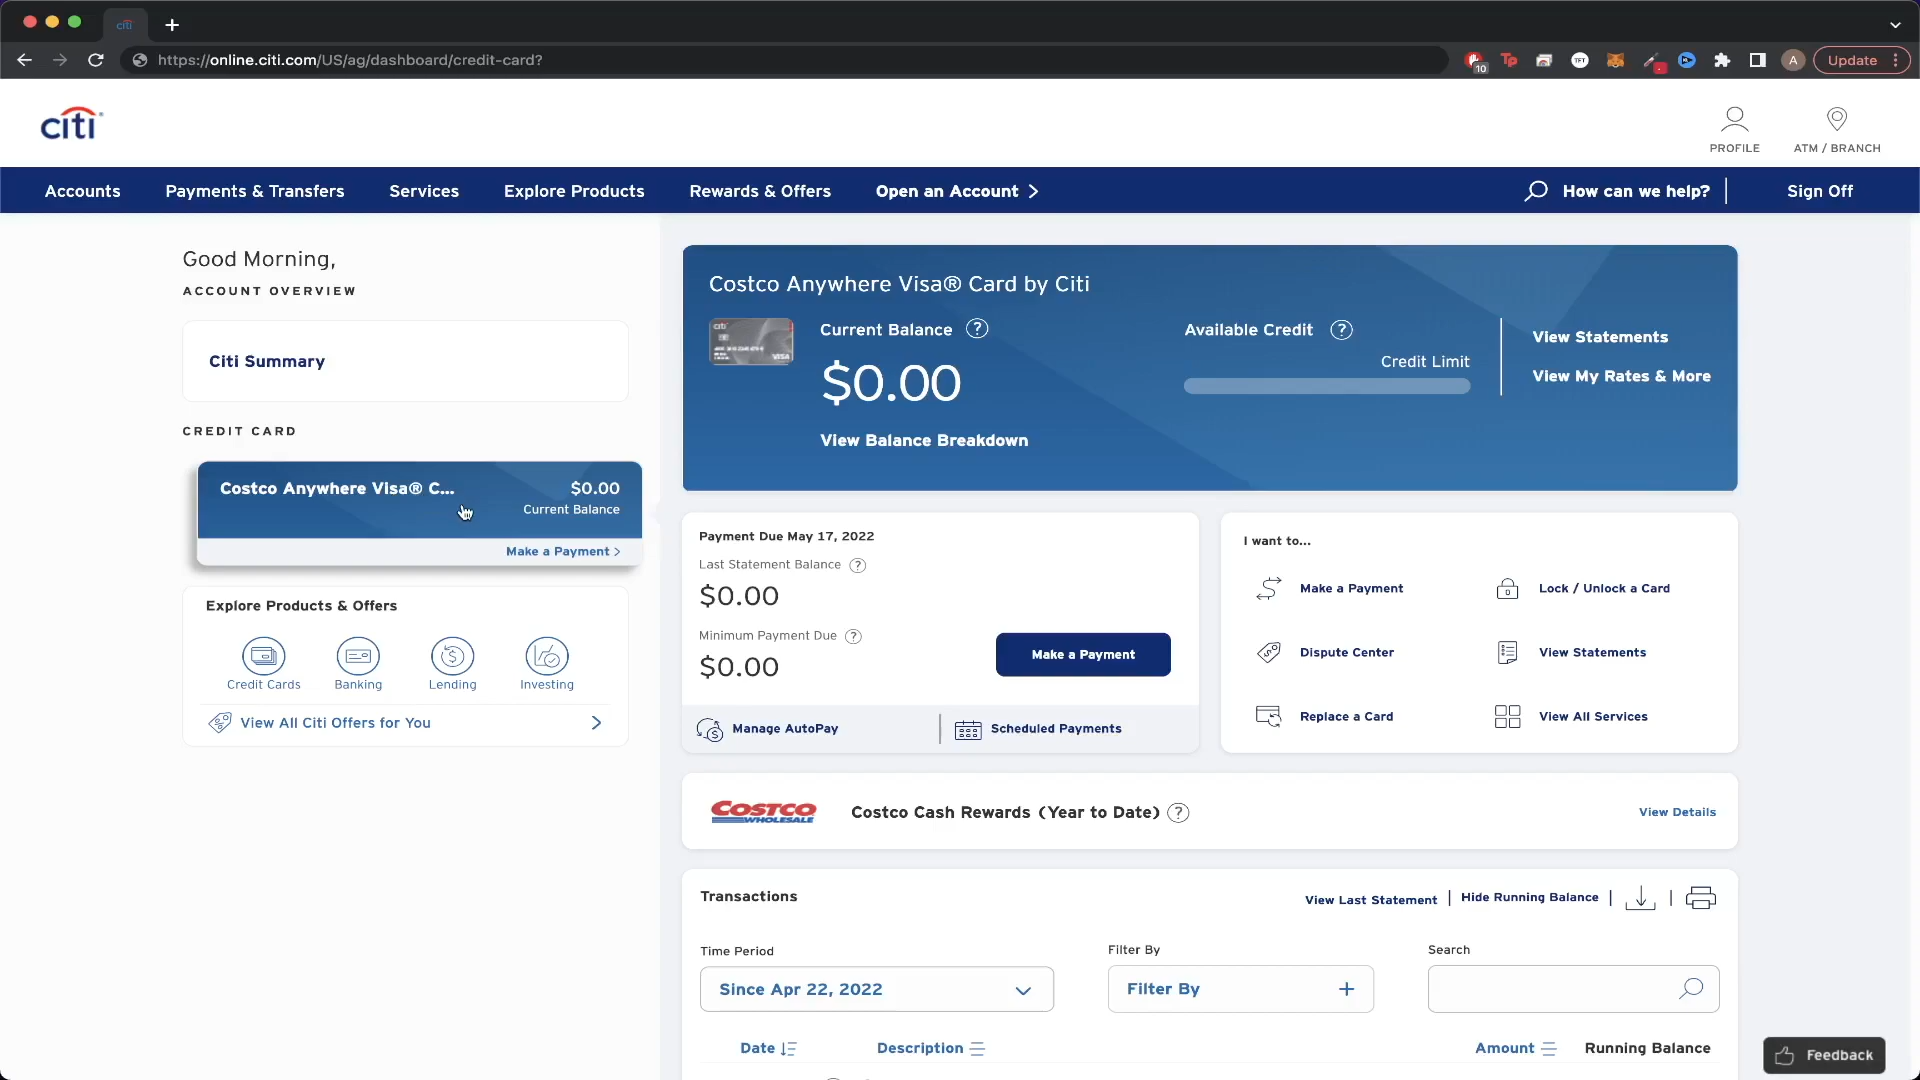 citi
https://online.citi.com/US/ag/dashboard/credit-card?
10
Tp
A
Update
citi
PROFILE
ATM / BRANCH
Accounts
Payments & Transfers
Services
Explore Products
Rewards & Offers
Open an Account
How can we help?
Sign Off
Good Morning,
ACCOUNT OVERVIEW
Citi Summary
CREDIT CARD
Costco Anywhere Visa® C...
$0.00
Current Balance
Make a Payment >
Explore Products & Offers
Credit Cards
Banking
Lending
Investing
View All Citi Offers for You
Costco Anywhere Visa® Card by Citi
citi
VISA
Current Balance ?
$0.00
View Balance Breakdown
Available Credit ?
Credit Limit
View Statements
View My Rates & More
Payment Due May 17, 2022
Last Statement Balance ?
$0.00
Minimum Payment Due ?
$0.00
Make a Payment
Manage AutoPay
Scheduled Payments
I want to...
Make a Payment
Lock / Unlock a Card
Dispute Center
View Statements
Replace a Card
View All Services
COSTCO
WHOLESALE
Costco Cash Rewards (Year to Date) ?
View Details
Transactions
View Last Statement
Hide Running Balance
Time Period
Since Apr 22, 2022
Filter By
Filter By +
Search
Date
Description
Amount
Running Balance
Feedback